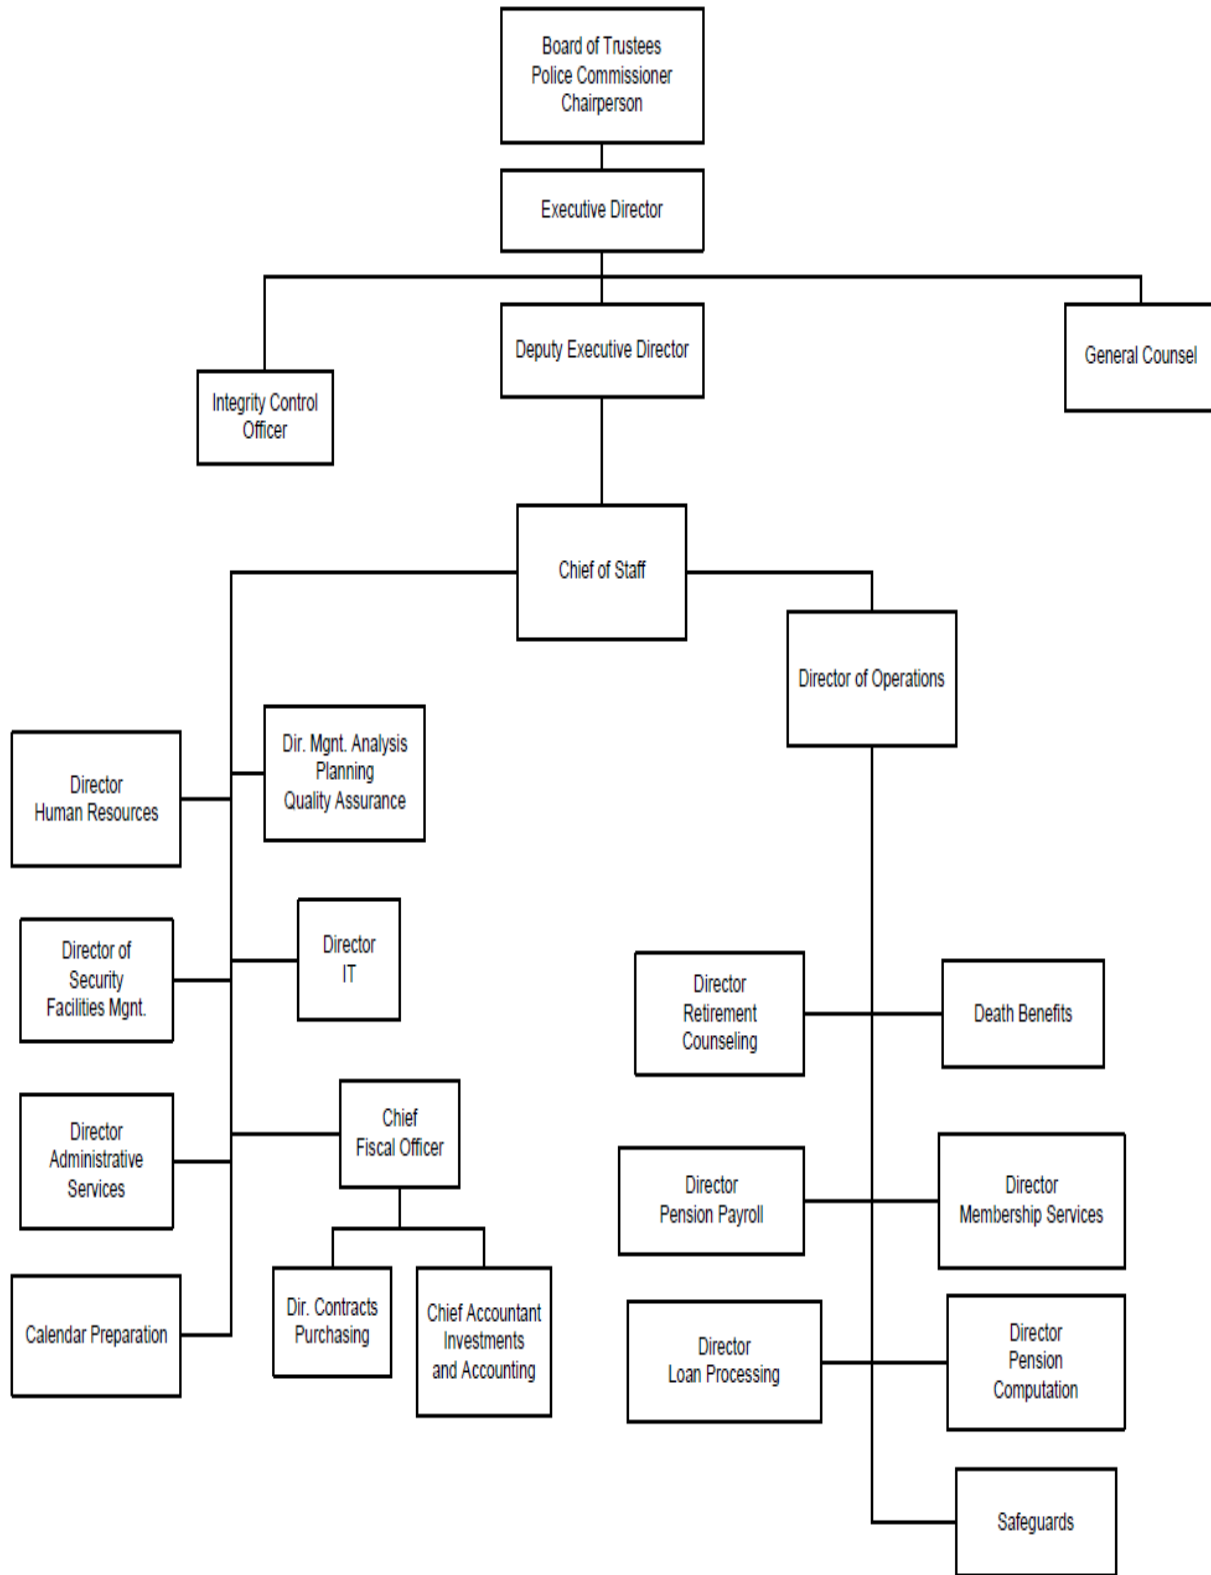 Board of Trustees
Police Commissioner
Chairperson
Executive Director
Deputy Executive Director
General Counsel
Integrity Control
Officer
Chief of Staff
Director of Operations
Dir. Mgnt. Analysis
Planning
Quality Assurance
Director
Human Resources
Director of
Security
Facilities Mgnt.
Director
IT
Director
Retirement
Counseling
Death Benefits
Chief
Fiscal Officer
Director
Administrative
Services
Director
Pension Payroll
Director
Membership Services
Calendar Preparation
Dir. Contracts
Purchasing
Chief Accountant
Investments
and Accounting
Director
Loan Processing
Director
Pension
Computation
Safeguards